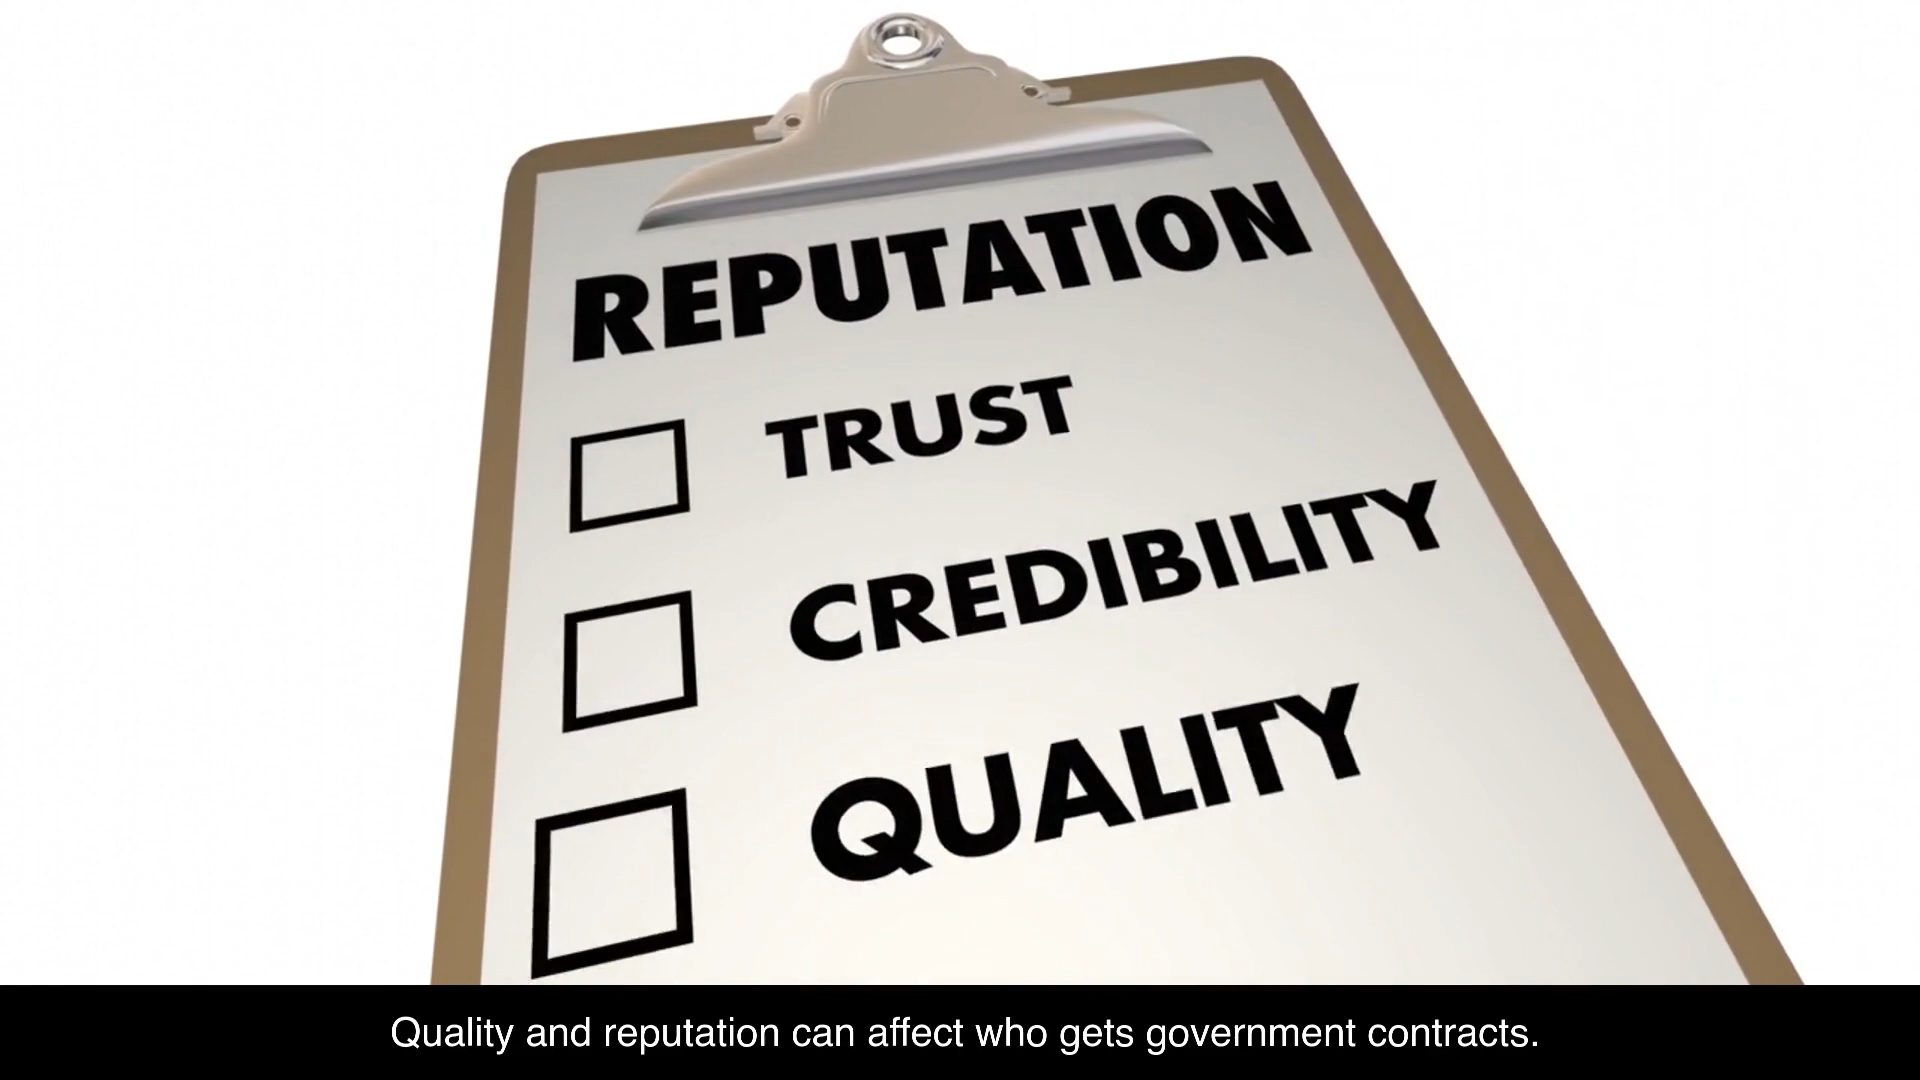 REPUTATION
TRUST
CREDIBILITY
QUALITY
Quality and reputation can affect who gets government contracts.